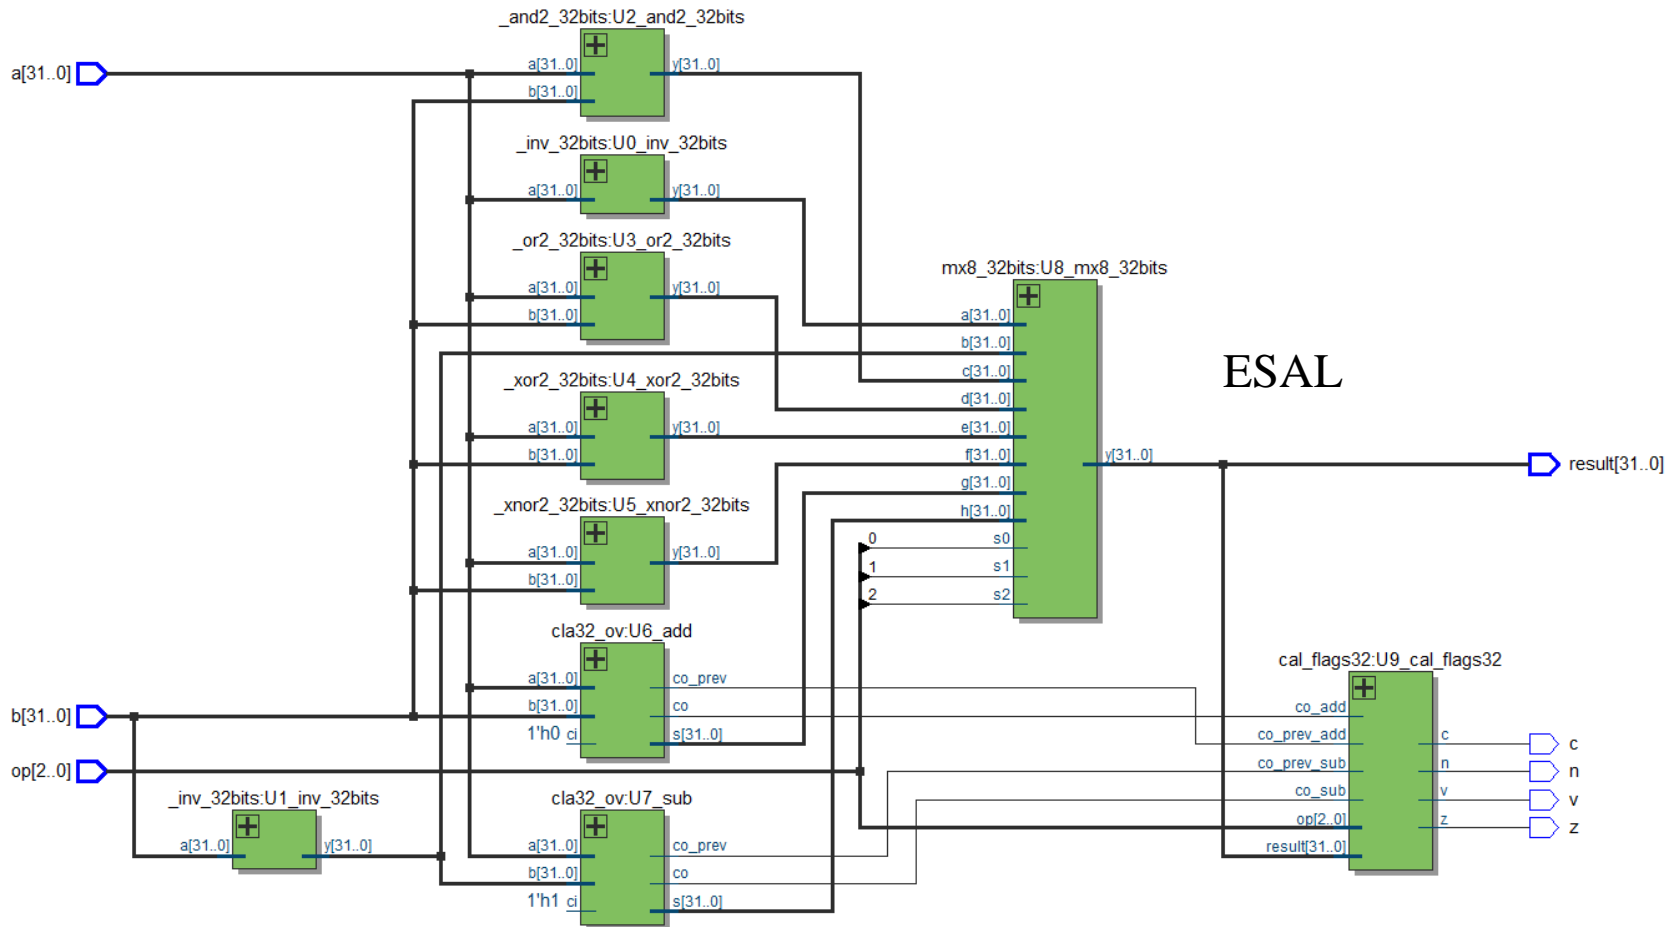 _and2_32bits:U2_and2_32bits
a[31..0]
a[31..0] y[31..0]
b[31..0]
_inv_32bits:U0_inv_32bits
a[31..0] y[31..0]
_or2_32bits:U3_or2_32bits
a[31..0] y[31..0]
b[31..0]
mx8_32bits:U8_mx8_32bits
a[31..0]
b[31..0]
c[31..0]
d[31..0]
e[31..0]
f[31..0]
g[31..0]
h[31..0]
0 s0
1 s1
2 s2
y[31..0]
ESAL
result[31..0]
_xor2_32bits:U4_xor2_32bits
a[31..0] y[31..0]
b[31..0]
_xnor2_32bits:U5_xnor2_32bits
a[31..0] y[31..0]
b[31..0]
cla32_ov:U6_add
a[31..0] co_prev
b[31..0] co
1'h0 ci s[31..0]
b[31..0]
op[2..0]
_inv_32bits:U1_inv_32bits
a[31..0] y[31..0]
cla32_ov:U7_sub
a[31..0] co_prev
b[31..0] co
1'h1 ci s[31..0]
cal_flags32:U9_cal_flags32
co_add
co_prev_add c
co_prev_sub n
co_sub v
op[2..0] z
result[31..0]
c
n
v
z